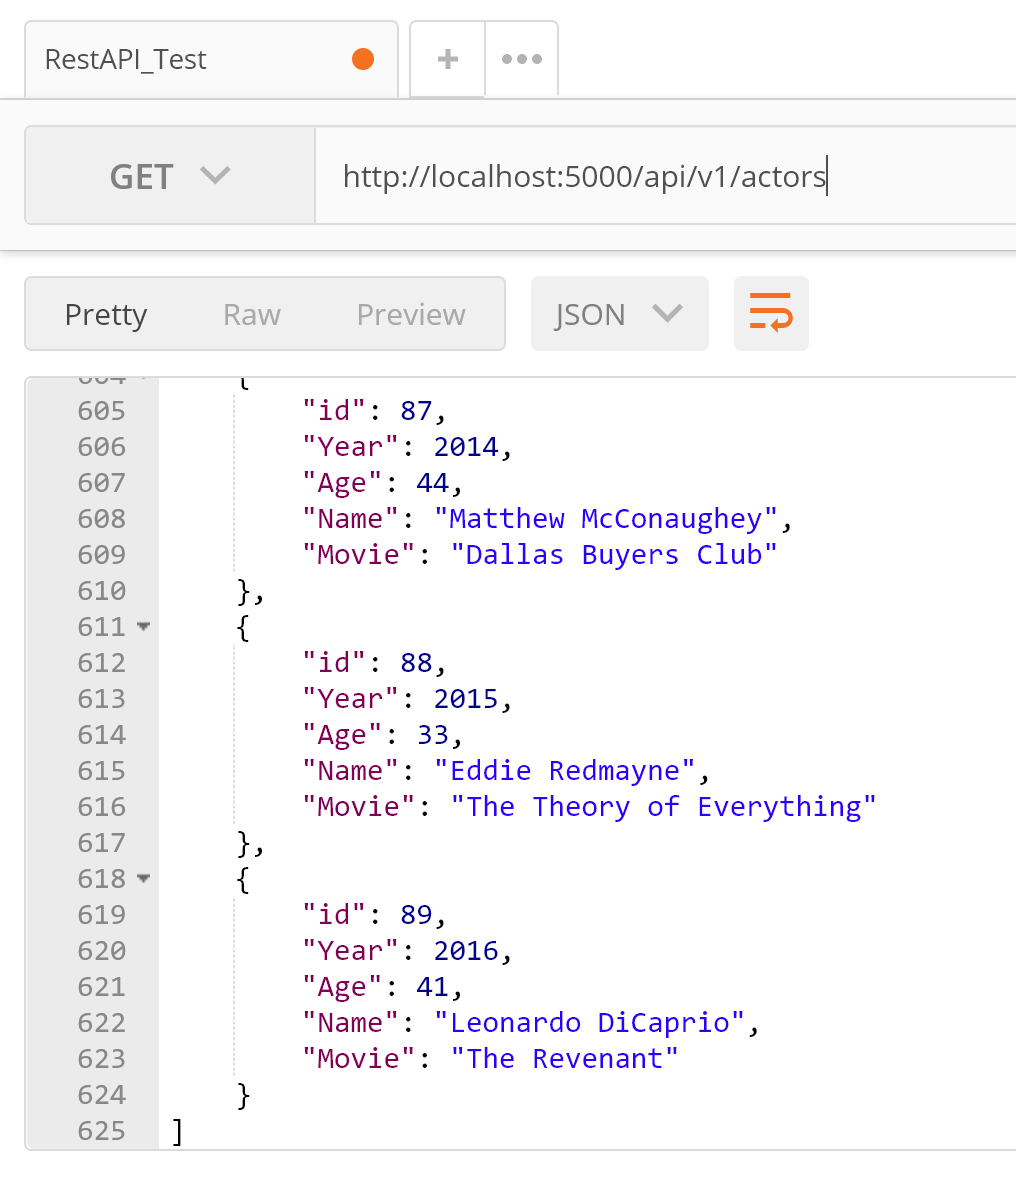 RestAPI_Test
GET http://localhost:5000/api/v1/actors
Pretty Raw Preview JSON
604 {
605 "id": 87,
606 "Year": 2014,
607 "Age": 44,
608 "Name": "Matthew McConaughey",
609 "Movie": "Dallas Buyers Club"
610 },
611 {
612 "id": 88,
613 "Year": 2015,
614 "Age": 33,
615 "Name": "Eddie Redmayne",
616 "Movie": "The Theory of Everything"
617 },
618 {
619 "id": 89,
620 "Year": 2016,
621 "Age": 41,
622 "Name": "Leonardo DiCaprio",
623 "Movie": "The Revenant"
624 }
625 ]